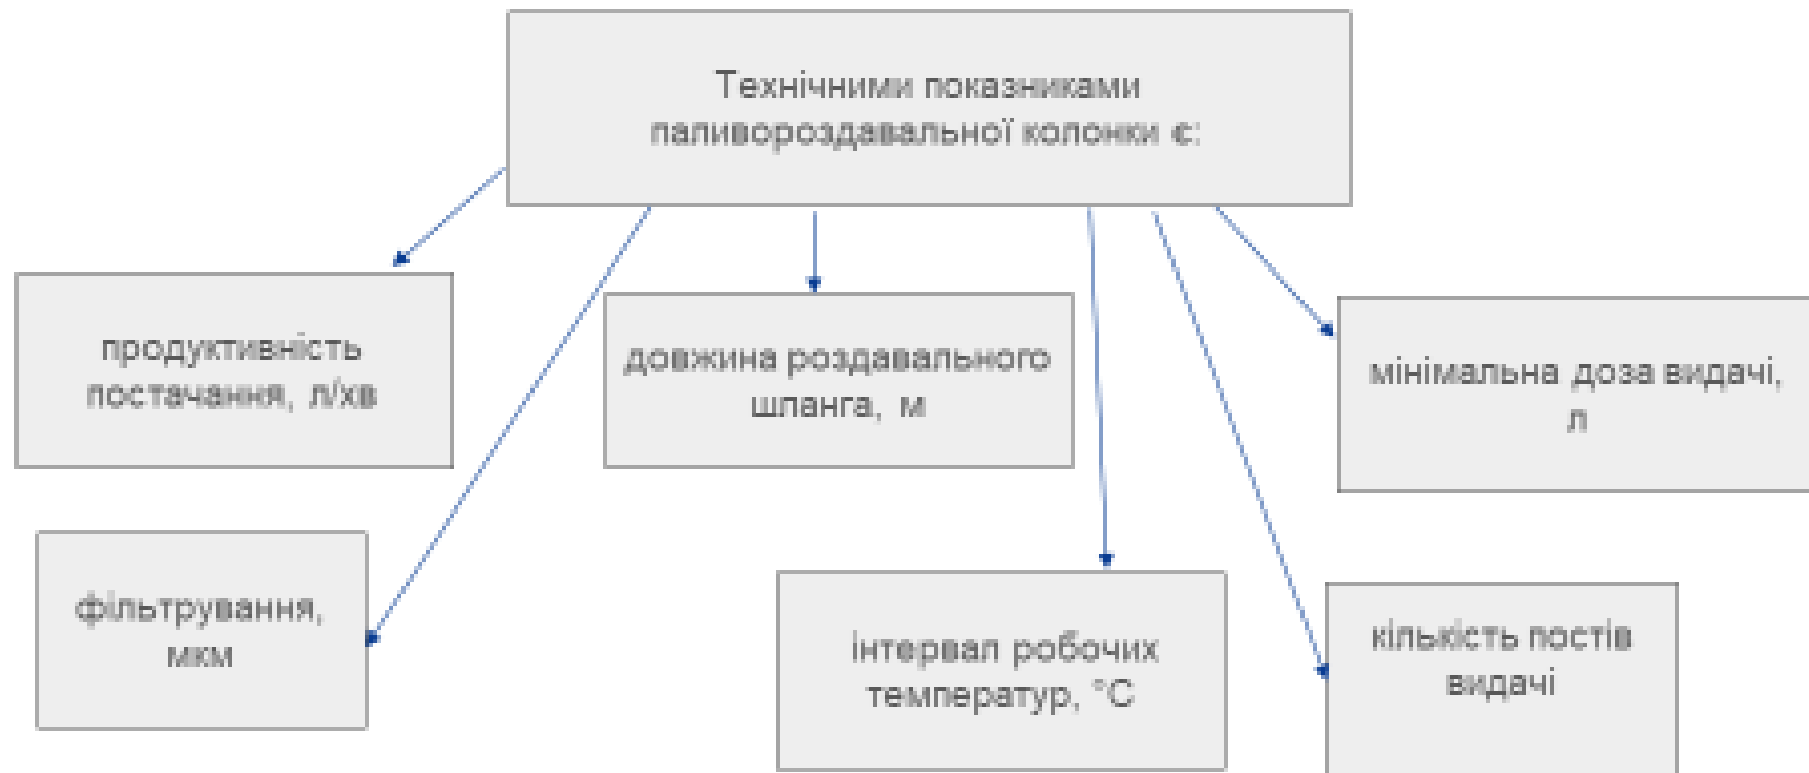 Технічними показниками
паливороздавальної колонки є:
продуктивність
постачання, л/хв
довжина роздавального
шланга, м
мінімальна доза видачі,
л
фільтрування,
мкм
інтервал робочих
температур, °С
кількість постів
видачі